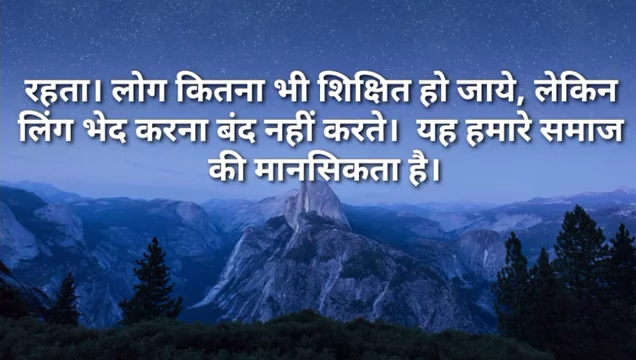 रहता। लोग कितना भी शिक्षित हो जाये, लेकिन
लिंग भेद करना बंद नहीं करते।  यह हमारे समाज
की मानसिकता है।